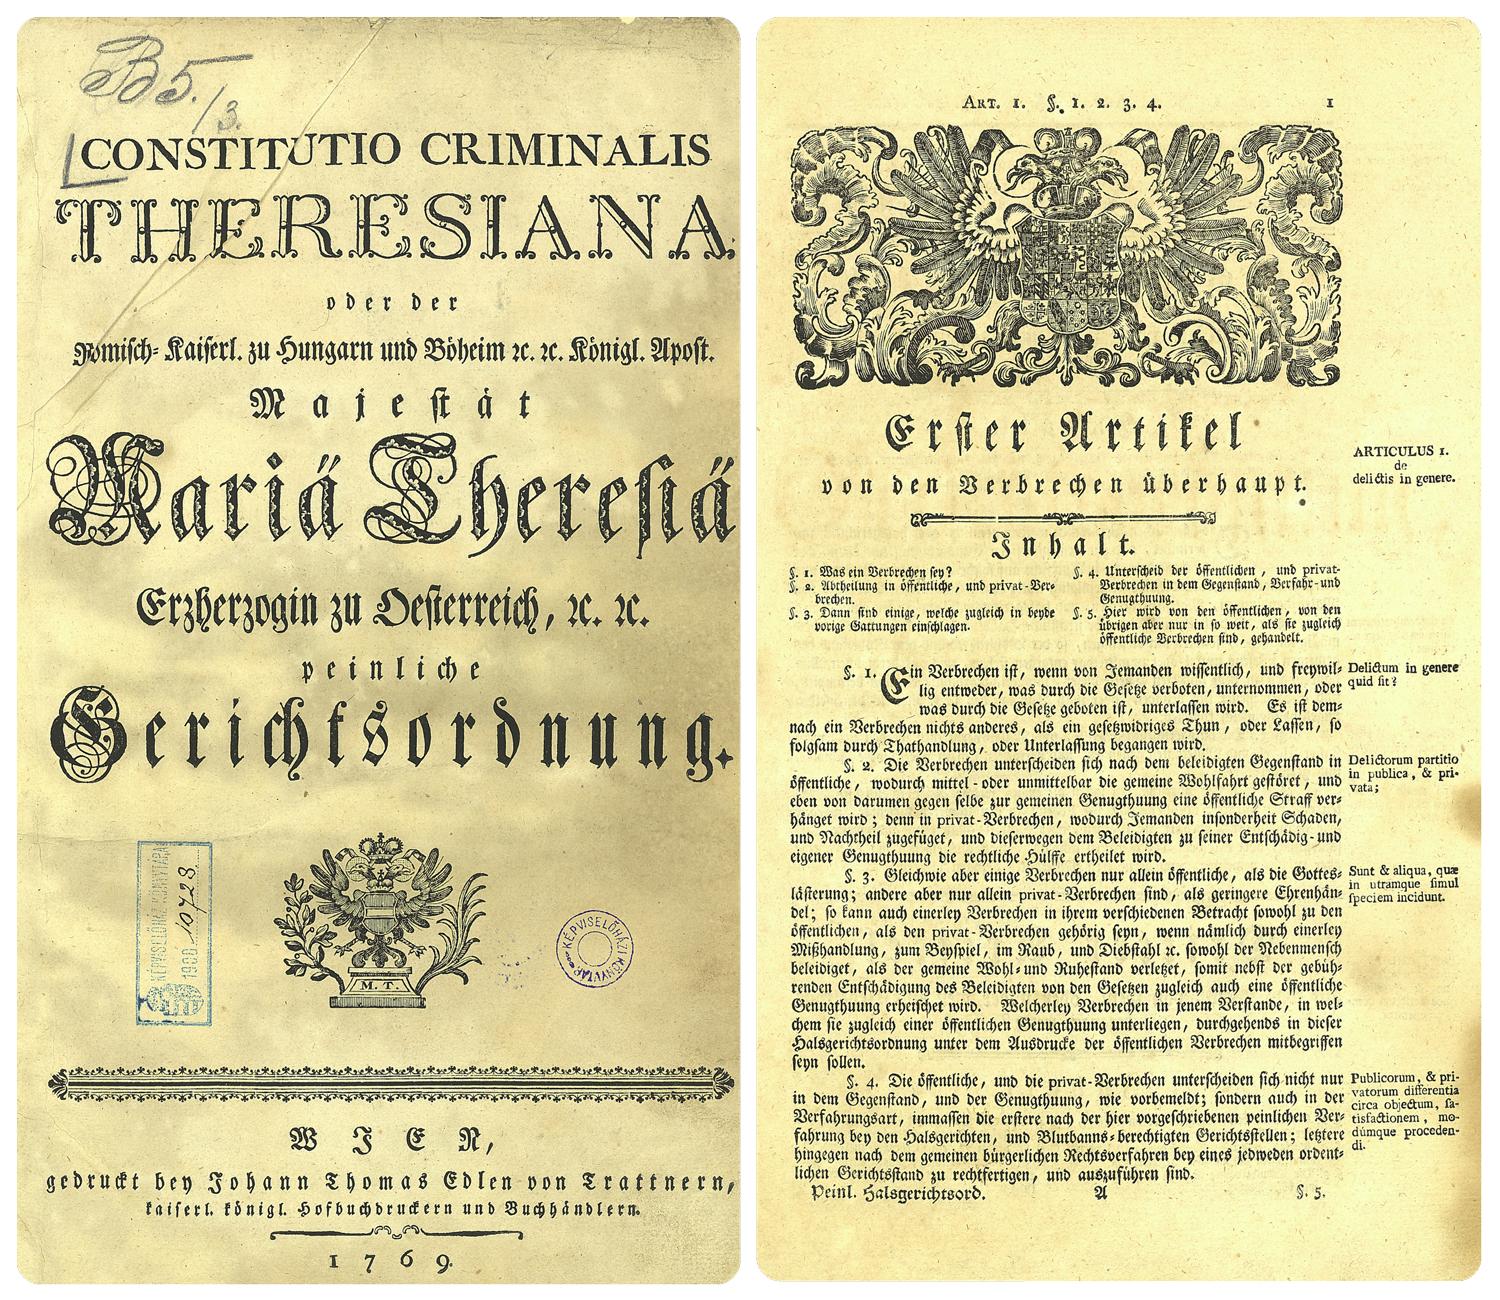 B5./3.
CONSTITUTIO CRIMINALIS
THERESIANA
oder der
Römisch-Kaiserl. zu Hungarn und Böheim ꝛc. ꝛc. Königl. Apost.
Majestät
Mariä Theresiä
Erzherzogin zu Oesterreich, ꝛc. ꝛc.
peinliche
Gerichtsordnung.
KÉPVISELŐHÁZ KÖNYVTÁRA
1900. 10728.
M. T.
KÉPVISELŐHÁZI KÖNYVTÁR
WIEN,
gedruckt bey Johann Thomas Edlen von Trattnern,
kaiserl. königl. Hofbuchdruckern und Buchhändlern.
1769.
ART. 1. §. 1. 2. 3. 4. 1
Erster Artikel
von den Verbrechen überhaupt.
ARTICULUS 1.
de
delictis in genere.
Inhalt.
§. 1. Was ein Verbrechen sey?
§. 2. Abtheilung in öffentliche, und privat-Ver-
brechen.
§. 3. Dann sind einige, welche zugleich in beyde
vorige Gattungen einschlagen.
§. 4. Unterscheid der öffentlichen, und privat-
Verbrechen in dem Gegenstand, Verfahr-und
Genugthuung.
§. 5. Hier wird von den öffentlichen, von den
übrigen aber nur in so weit, als sie zugleich
öffentliche Verbrechen sind, gehandelt.
§. 1. Ein Verbrechen ist, wenn von Jemanden wissentlich, und freywil-
lig entweder, was durch die Gesetze verboten, unternommen, oder
was durch die Gesetze geboten ist, unterlassen wird. Es ist dem-
nach ein Verbrechen nichts anderes, als ein gesetzwidriges Thun, oder Lassen, so
folgsam durch Thathandlung, oder Unterlassung begangen wird.
Delictum in genere
quid sit?
§. 2. Die Verbrechen unterscheiden sich nach dem beleidigten Gegenstand in
öffentliche, wodurch mittel- oder unmittelbar die gemeine Wohlfahrt gestöret, und
eben von darumen gegen selbe zur gemeinen Genugthuung eine öffentliche Straff ver-
hänget wird; denn in privat-Verbrechen, wodurch Jemanden insonderheit Schaden,
und Nachtheil zugefüget, und dieserwegen dem Beleidigten zu seiner Entschädig-und
eigener Genugthuung die rechtliche Hülffe ertheilet wird.
Delictorum partitio
in publica, & pri-
vata;
§. 3. Gleichwie aber einige Verbrechen nur allein öffentliche, als die Gottes-
lästerung; andere aber nur allein privat-Verbrechen sind, als geringere Ehrenhän-
del; so kann auch einerley Verbrechen in ihrem verschiedenen Betracht sowohl zu den
öffentlichen, als den privat-Verbrechen gehörig seyn, wenn nämlich durch einerley
Mißhandlung, zum Beyspiel, im Raub, und Diebstahl ꝛc. sowohl der Nebenmensch
beleidiget, als der gemeine Wohl-und Ruhestand verletzet, somit nebst der gebüh-
renden Entschädigung des Beleidigten von den Gesetzen zugleich auch eine öffentliche
Genugthuung erheischet wird. Welcherley Verbrechen in jenem Verstande, in wel-
chem sie zugleich einer öffentlichen Genugthuung unterliegen, durchgehends in dieser
Halsgerichtsordnung unter dem Ausdrucke der öffentlichen Verbrechen mitbegriffen
seyn sollen.
Sunt & aliqua, quæ
in utramque simul
speciem incidunt.
§. 4. Die öffentliche, und die privat-Verbrechen unterscheiden sich nicht nur
in dem Gegenstand, und der Genugthuung, wie vorbemeldt; sondern auch in der
Verfahrungsart, immassen die erstere nach der hier vorgeschriebenen peinlichen Ver-
fahrung bey den Halsgerichten, und Blutbanns-berechtigten Gerichtsstellen; letztere
hingegen nach dem gemeinen bürgerlichen Rechtsverfahren bey eines jedweden ordent-
lichen Gerichtsstand zu rechtfertigen, und auszuführen sind.
Publicorum, & pri-
vatorum differentia
circa objectum, sa-
tisfactionem, mo-
dúmque proceden-
di.
Peinl. Halsgerichtsord. A §. 5.